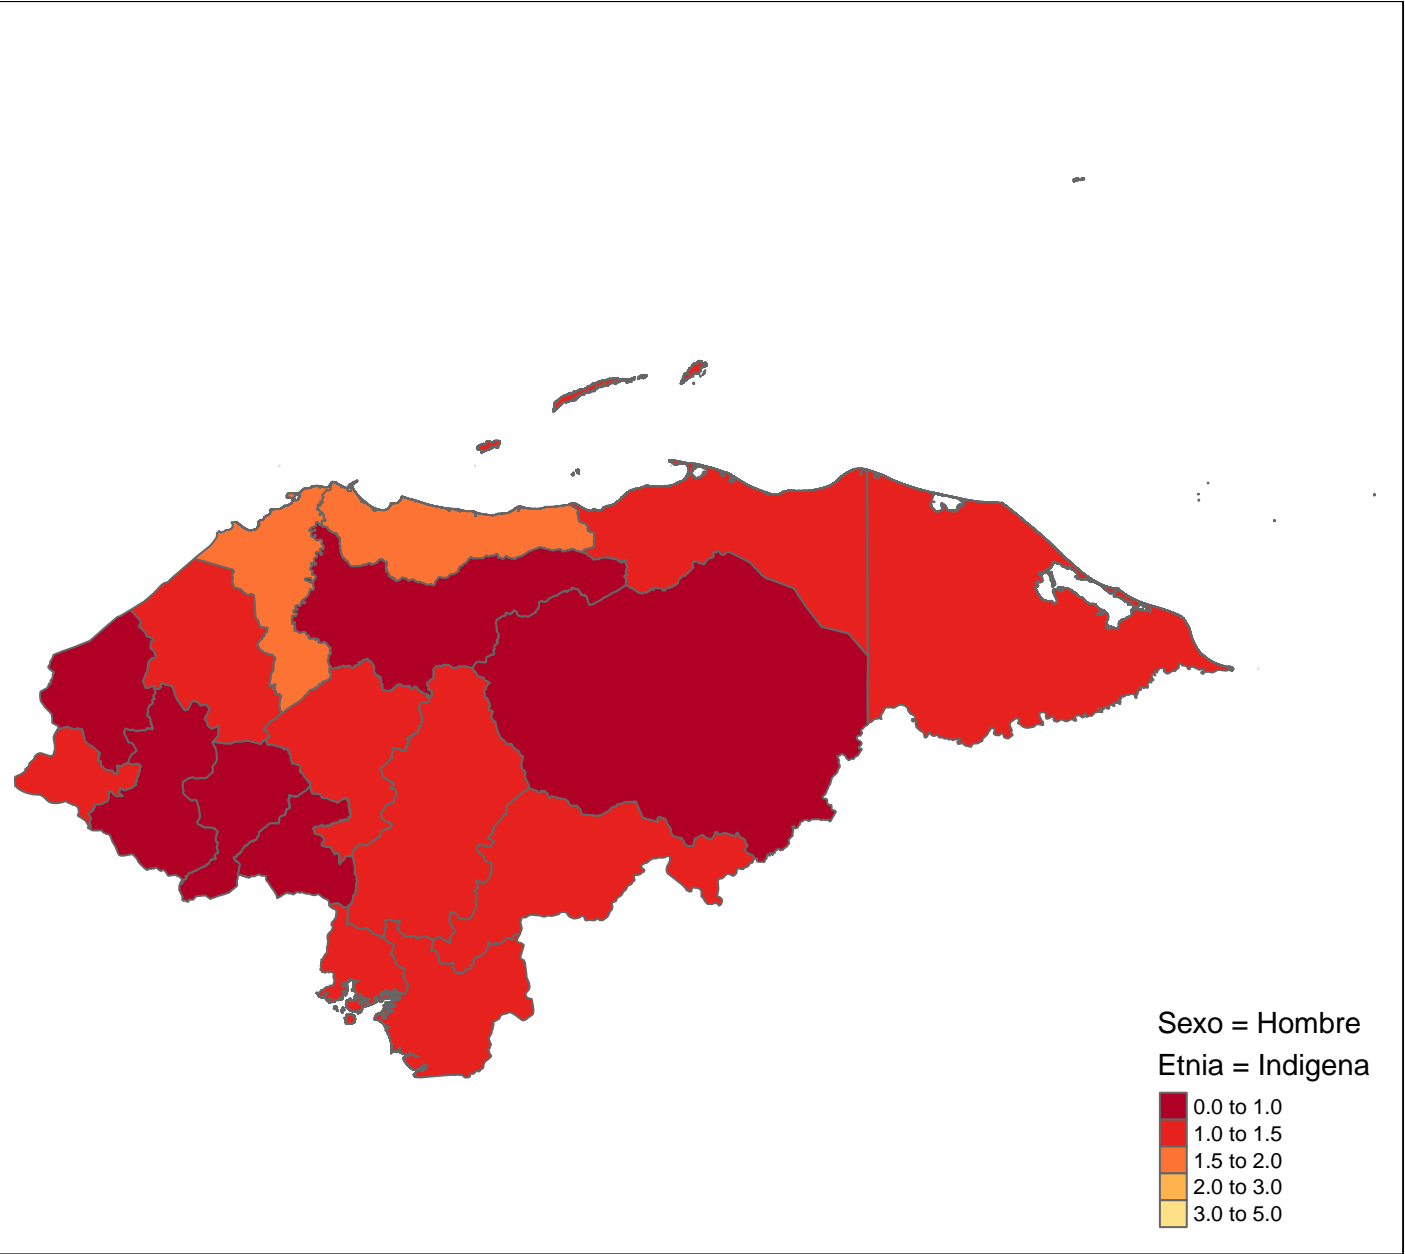 Sexo = Hombre
Etnia = Indigena
0.0 to 1.0
1.0 to 1.5
1.5 to 2.0
2.0 to 3.0
3.0 to 5.0